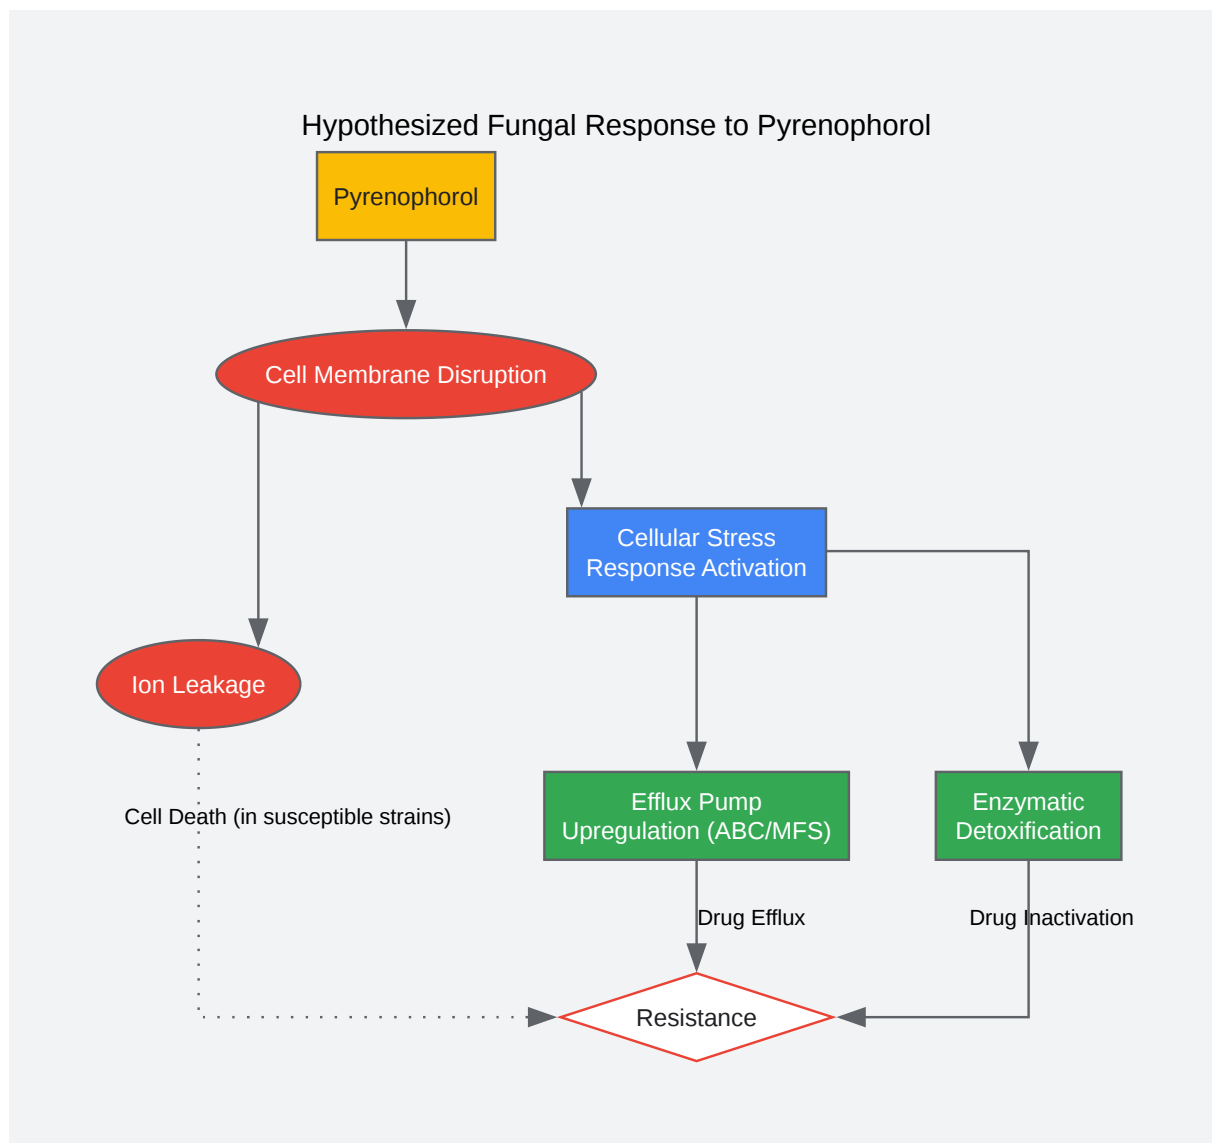 Hypothesized Fungal Response to Pyrenophorol
Pyrenophorol
Cell Membrane Disruption
Cellular Stress
Response Activation
Ion Leakage
Efflux Pump
Upregulation (ABC/MFS)
Enzymatic
Detoxification
Cell Death (in susceptible strains)
Drug Efflux
Drug Inactivation
Resistance